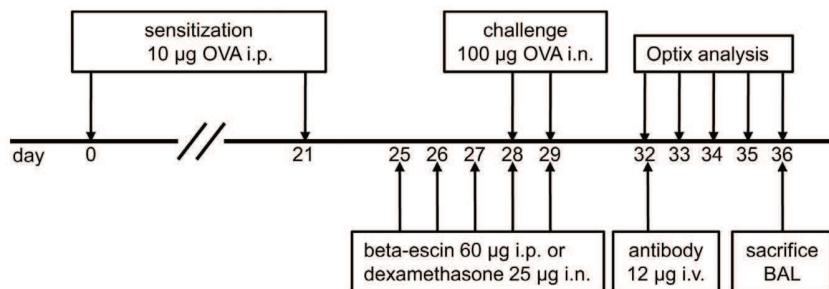 sensitization
10 µg OVA i.p.
challenge
100 µg OVA i.n.
Optix analysis
day 0 21 25 26 27 28 29 32 33 34 35 36
beta-escin 60 µg i.p. or
dexamethasone 25 µg i.n.
antibody
12 µg i.v.
sacrifice
BAL